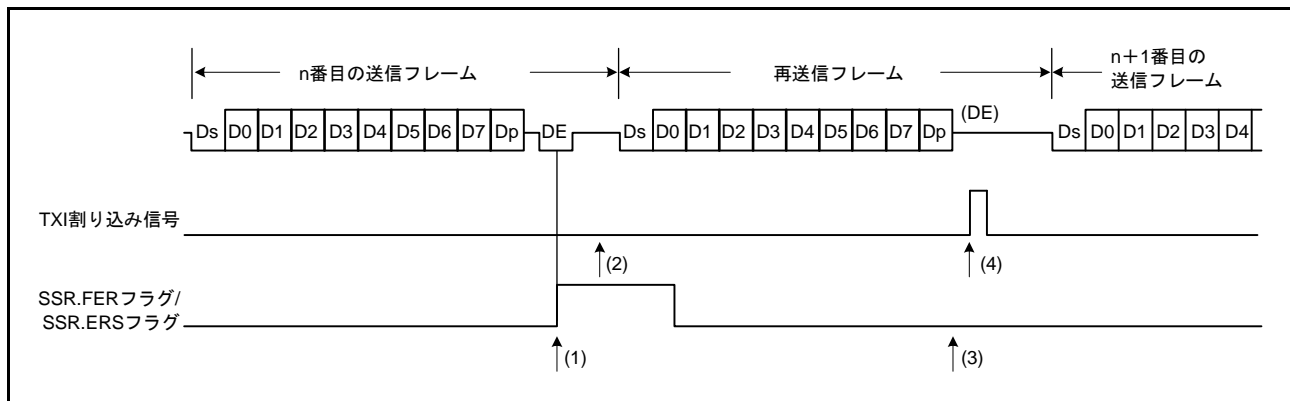 n番目の送信フレーム
再送信フレーム
n＋1番目の
送信フレーム
Ds D0 D1 D2 D3 D4 D5 D6 D7 Dp DE Ds D0 D1 D2 D3 D4 D5 D6 D7 Dp (DE) Ds D0 D1 D2 D3 D4
TXI割り込み信号
(2) (4)
SSR.FERフラグ/
SSR.ERSフラグ
(1) (3)